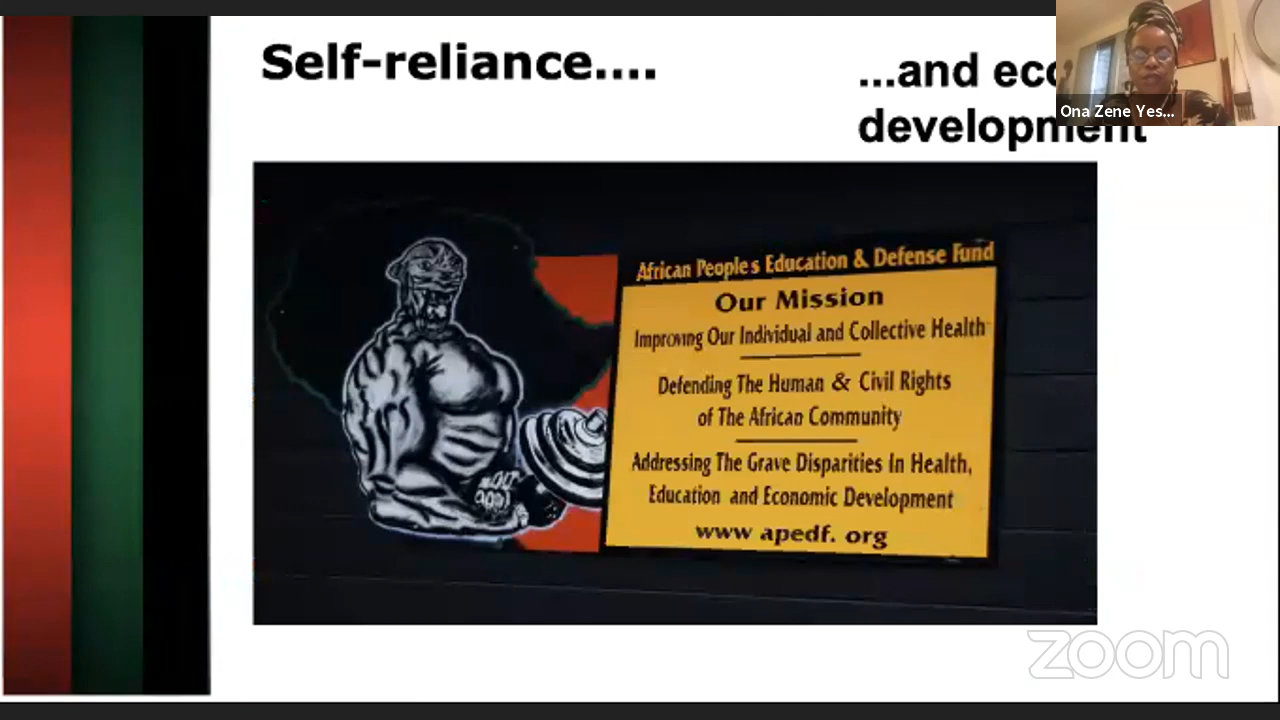 Self-reliance....
...and eco
development
Ona Zene Yes...
African People's Education & Defense Fund
Our Mission
Improving Our Individual and Collective Health
Defending The Human & Civil Rights
of The African Community
Addressing The Grave Disparities In Health,
Education and Economic Development
www apedf. org
zoom